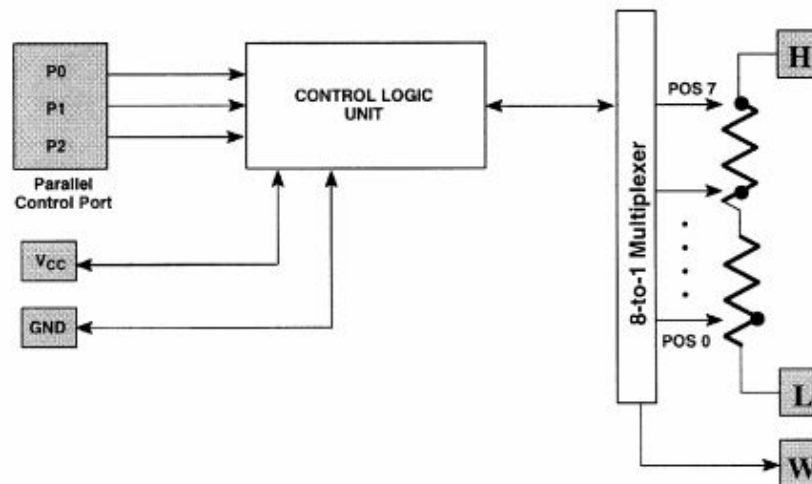 P0
P1
P2
Parallel
Control Port
VCC
GND
CONTROL LOGIC
UNIT
8-to-1 Multiplexer
POS 7
POS 0
H
L
W